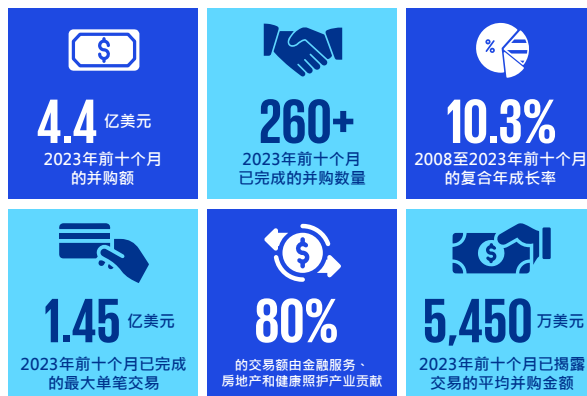 4.4 亿美元
2023年前十个月
的并购额
260+
2023年前十个月
已完成的并购数量
%
10.3%
2008至2023年前十个月
的复合年成长率
1.45 亿美元
2023年前十个月已完成
的最大单笔交易
80%
的交易额由金融服务、
房地产和健康照护产业贡献
5,450 万美元
2023年前十个月已揭露
交易的平均并购金额